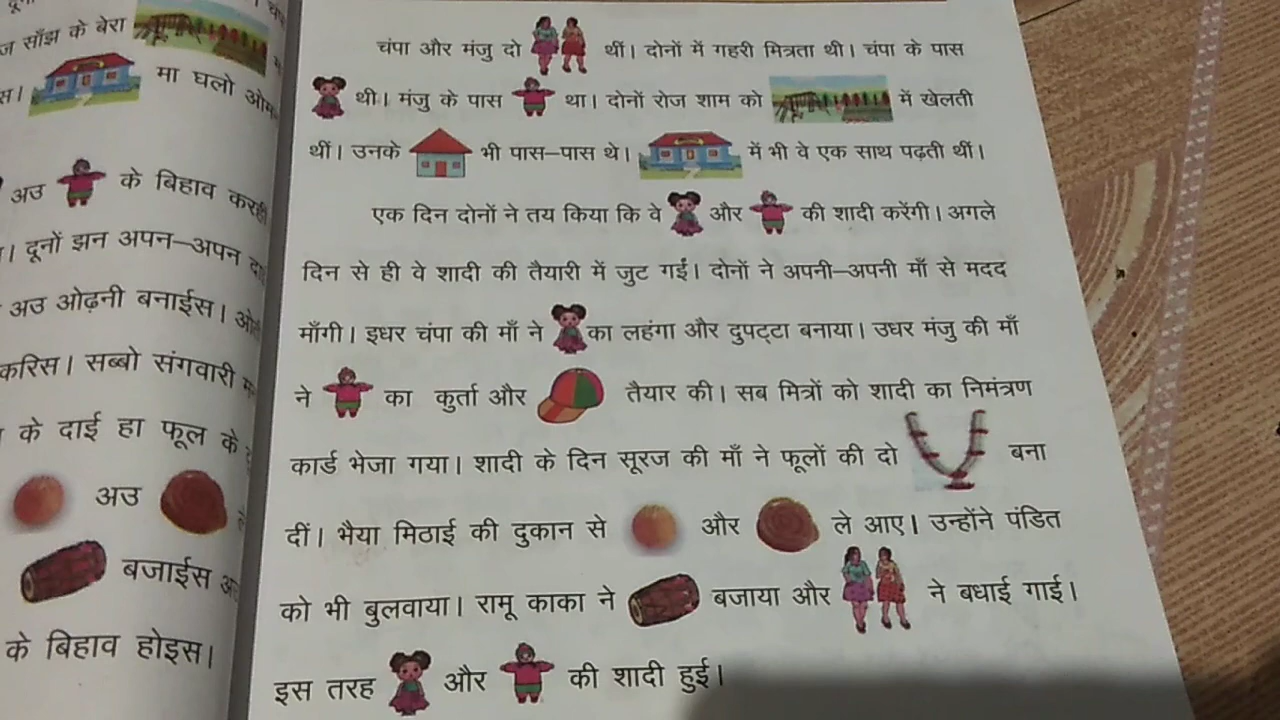 साँझ के बेरा
मा घलो
अउ के बिहाव करही
दूनों झन अपन–अपन
अउ ओढ़नी बनाईस।
करिस। सब्बो संगवारी
के दाई हा फूल के
अउ
बजाईस
के बिहाव होइस।
चंपा और मंजु दो थीं। दोनों में गहरी मित्रता थी। चंपा के पास
थी। मंजु के पास था। दोनों रोज शाम को में खेलती
थीं। उनके भी पास–पास थे। में भी वे एक साथ पढ़ती थीं।
एक दिन दोनों ने तय किया कि वे और की शादी करेंगी। अगले
दिन से ही वे शादी की तैयारी में जुट गईं। दोनों ने अपनी–अपनी माँ से मदद
माँगी। इधर चंपा की माँ ने का लहंगा और दुपट्टा बनाया। उधर मंजु की माँ
ने का कुर्ता और तैयार की। सब मित्रों को शादी का निमंत्रण
कार्ड भेजा गया। शादी के दिन सूरज की माँ ने फूलों की दो बना
दीं। भैया मिठाई की दुकान से और ले आए। उन्होंने पंडित
को भी बुलवाया। रामू काका ने बजाया और ने बधाई गाई।
इस तरह और की शादी हुई।